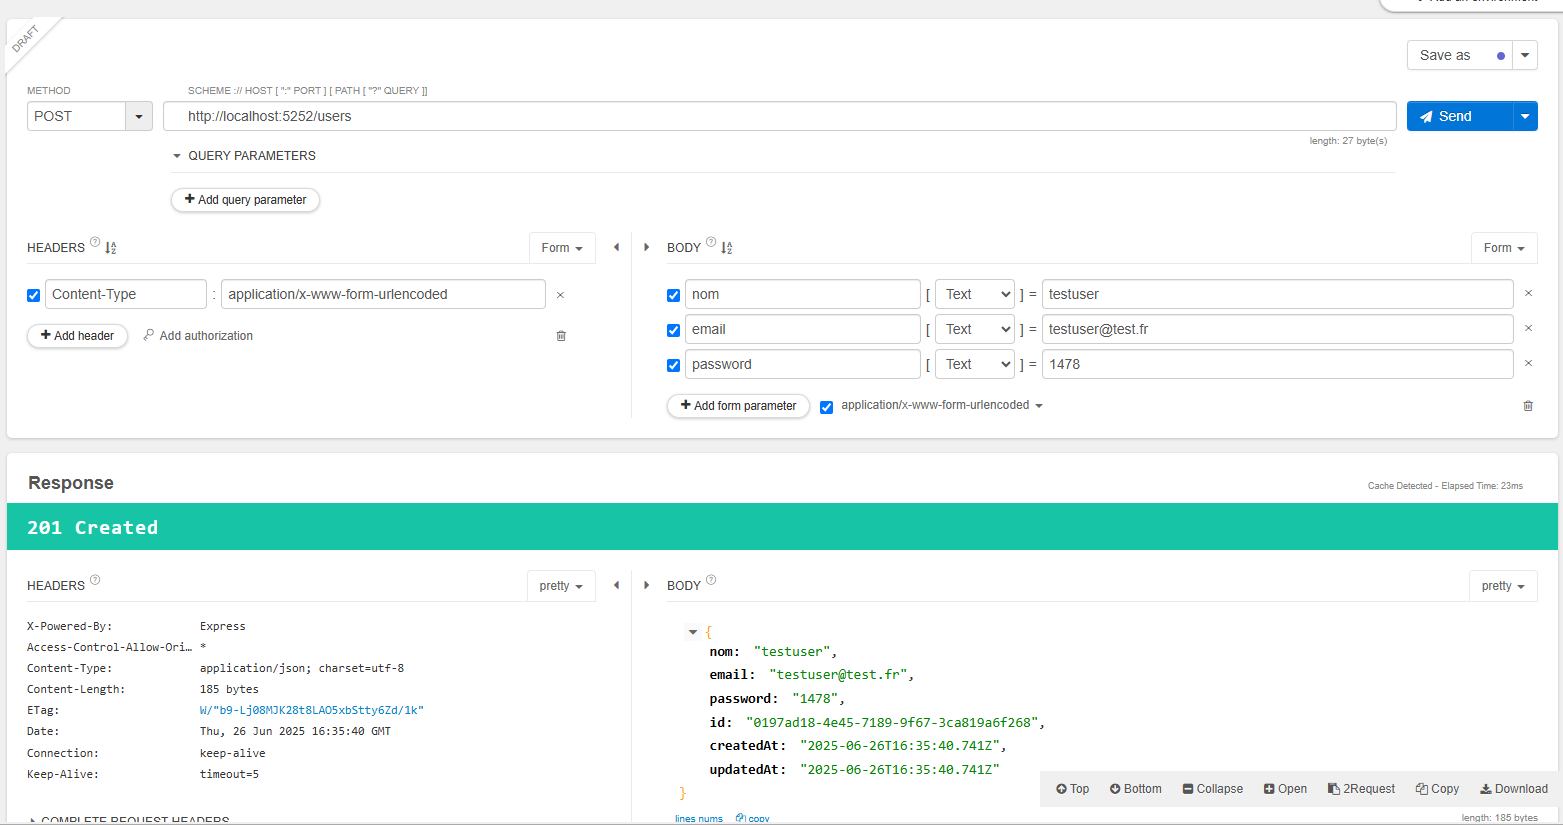 DRAFT
Save as
METHOD
SCHEME :// HOST [ ":" PORT ] [ PATH [ "?" QUERY ]]
POST
http://localhost:5252/users
Send
length: 27 byte(s)
QUERY PARAMETERS
+ Add query parameter
HEADERS ?
Form
BODY ?
Form
Content-Type : application/x-www-form-urlencoded ×
+ Add header
Add authorization
nom [ Text ] = testuser ×
email [ Text ] = testuser@test.fr ×
password [ Text ] = 1478 ×
+ Add form parameter
application/x-www-form-urlencoded
Response
Cache Detected - Elapsed Time: 23ms
201 Created
HEADERS ?
pretty
X-Powered-By: Express
Access-Control-Allow-Ori… *
Content-Type: application/json; charset=utf-8
Content-Length: 185 bytes
ETag: W/"b9-Lj08MJK28t8LAO5xbStty6Zd/1k"
Date: Thu, 26 Jun 2025 16:35:40 GMT
Connection: keep-alive
Keep-Alive: timeout=5
COMPLETE REQUEST HEADERS
BODY ?
pretty
{
nom: "testuser",
email: "testuser@test.fr",
password: "1478",
id: "0197ad18-4e45-7189-9f67-3ca819a6f268",
createdAt: "2025-06-26T16:35:40.741Z",
updatedAt: "2025-06-26T16:35:40.741Z"
}
lines nums copy
Top Bottom Collapse Open 2Request Copy Download
length: 185 bytes